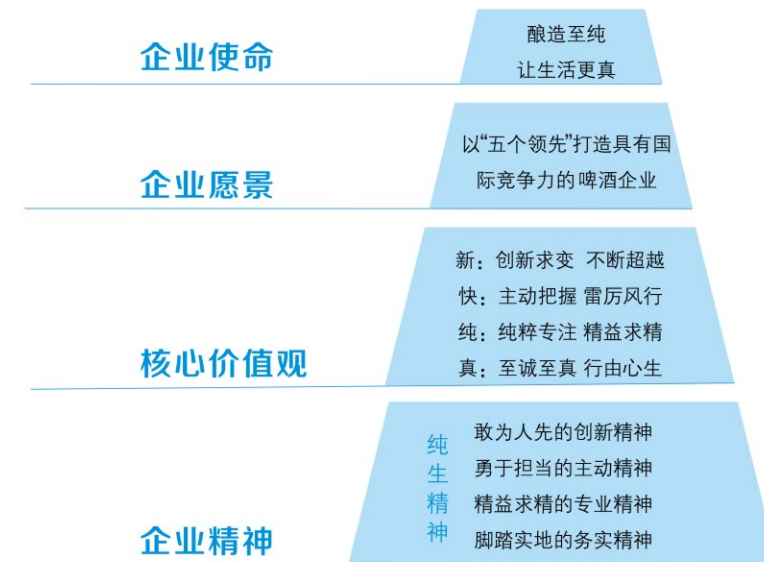 企业使命
酿造至纯
让生活更真
企业愿景
以“五个领先”打造具有国
际竞争力的啤酒企业
核心价值观
新：创新求变 不断超越
快：主动把握 雷厉风行
纯：纯粹专注 精益求精
真：至诚至真 行由心生
企业精神
纯生精神
敢为人先的创新精神
勇于担当的主动精神
精益求精的专业精神
脚踏实地的务实精神